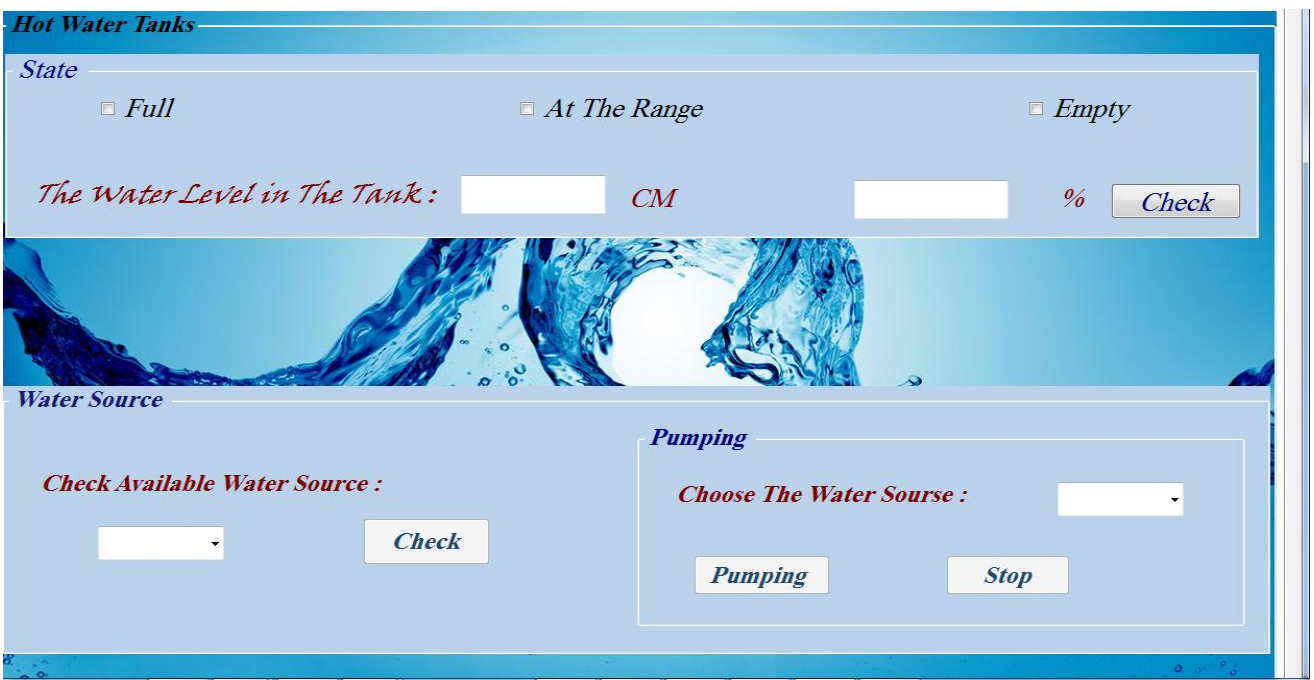 Hot Water Tanks
State
Full At The Range Empty
The Water Level in The Tank : CM % Check
Water Source
Check Available Water Source :
Check
Pumping
Choose The Water Sourse :
Pumping Stop